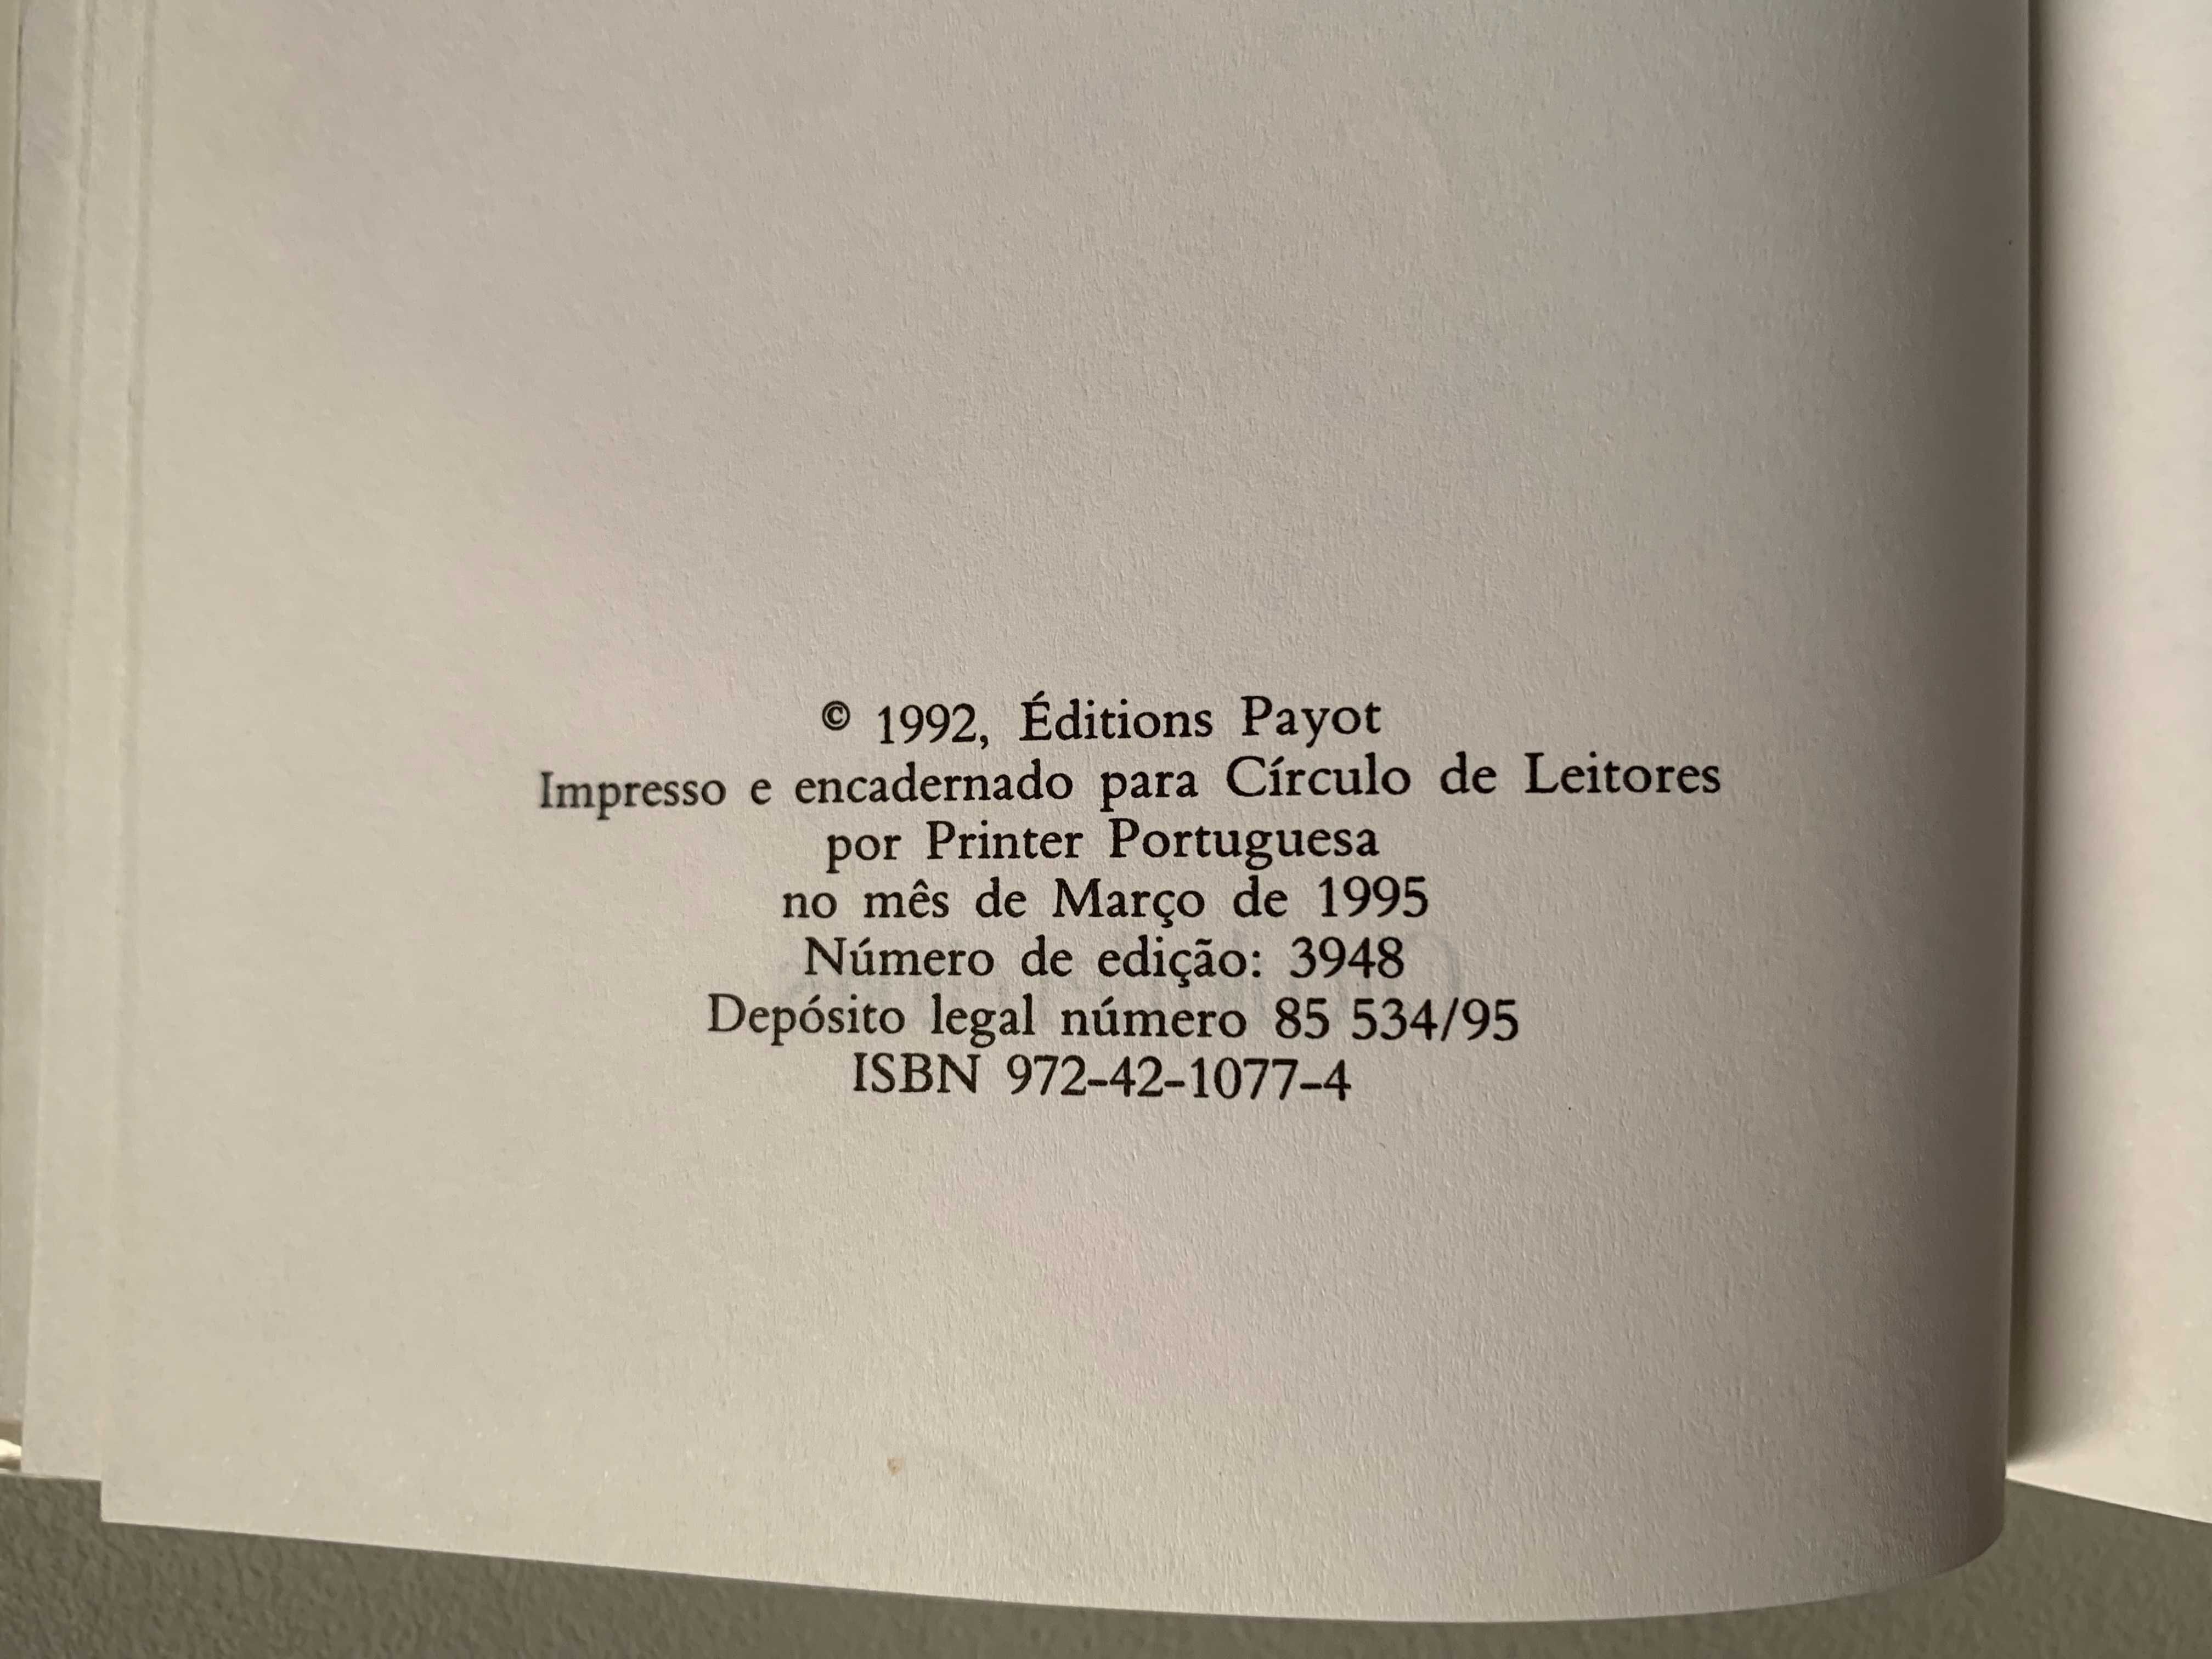 © 1992, Éditions Payot
Impresso e encadernado para Círculo de Leitores
por Printer Portuguesa
no mês de Março de 1995
Número de edição: 3948
Depósito legal número 85 534/95
ISBN 972-42-1077-4